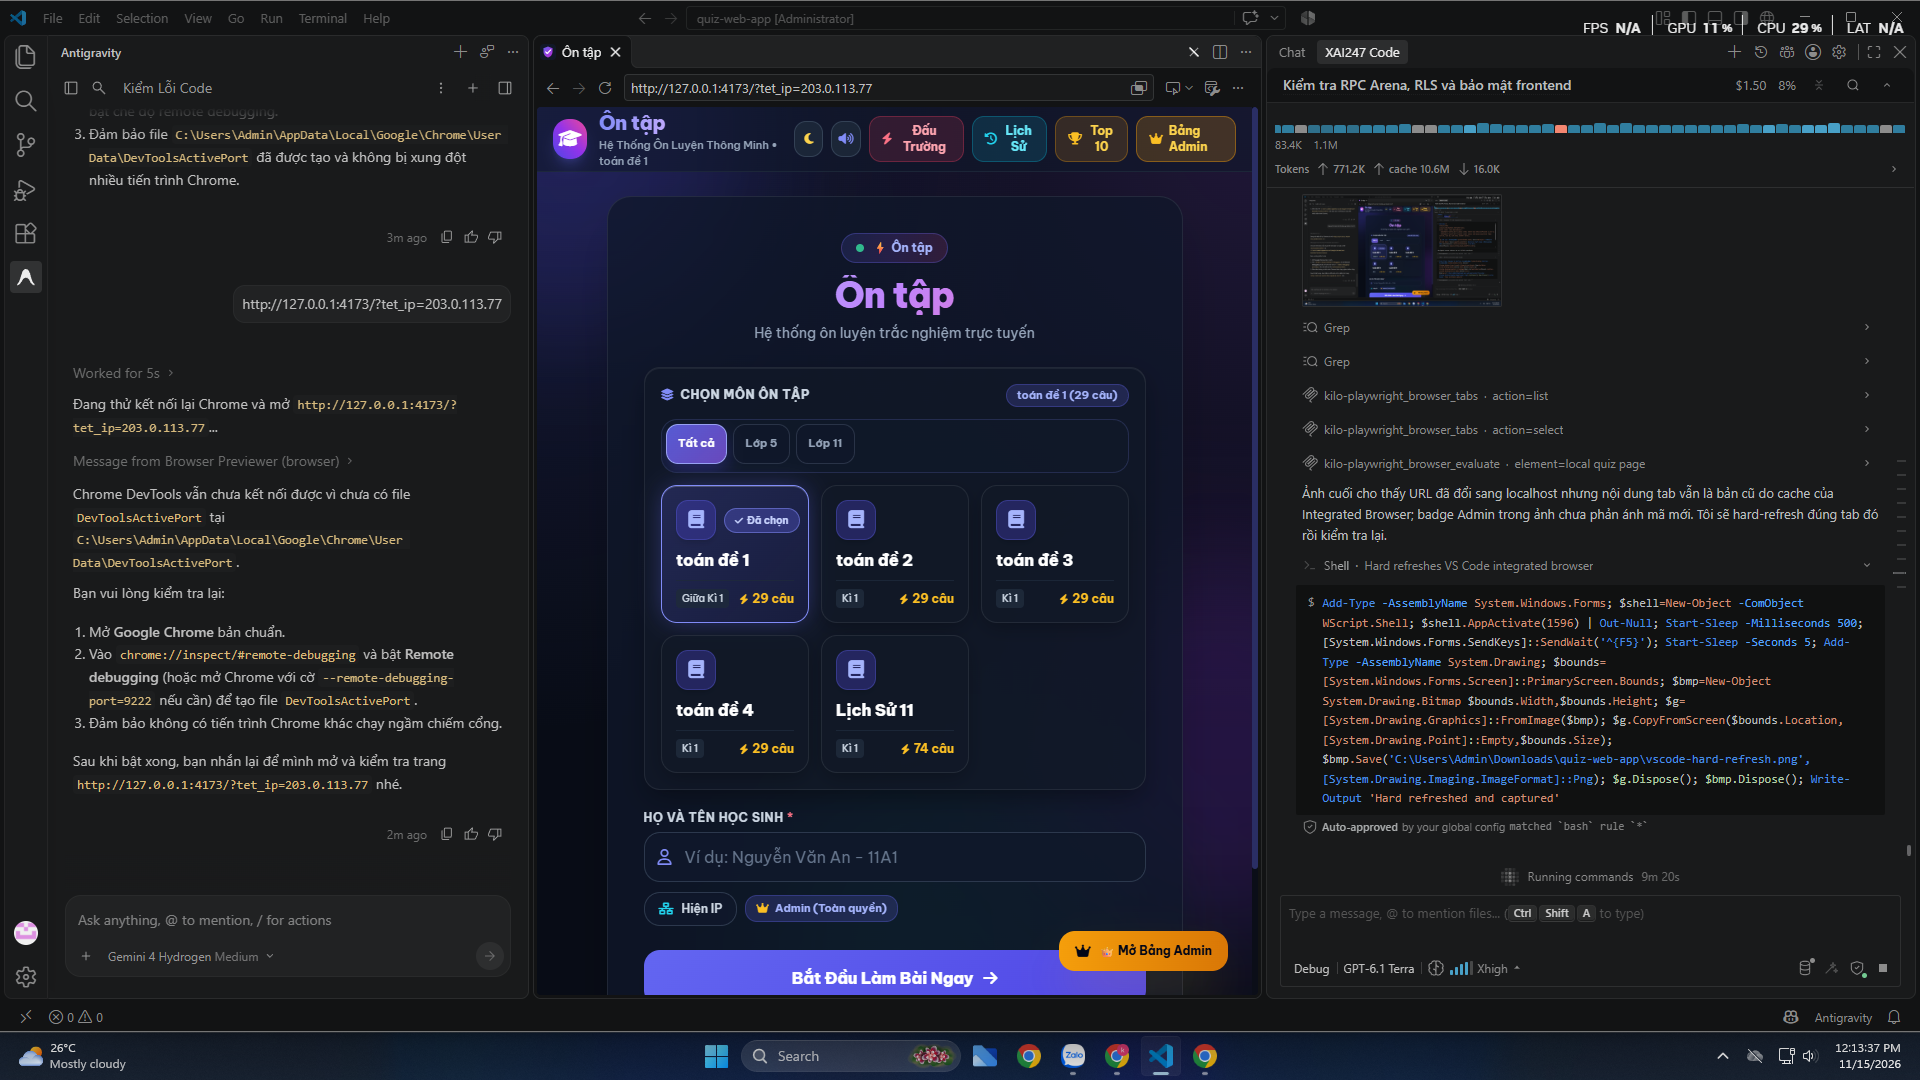 File Edit Selection View Go Run Terminal Help
quiz-web-app [Administrator]
FPS N/A GPU 11 % CPU 29 % LAT N/A
Antigravity
Kiểm Lỗi Code
bật chế độ remote debugging.
3. Đảm bảo file C:\Users\Admin\AppData\Local\Google\Chrome\User
Data\DevToolsActivePort đã được tạo và không bị xung đột
nhiều tiến trình Chrome.
3m ago
http://127.0.0.1:4173/?tet_ip=203.0.113.77
Worked for 5s
Đang thử kết nối lại Chrome và mở http://127.0.0.1:4173/?
tet_ip=203.0.113.77 …
Message from Browser Previewer (browser)
Chrome DevTools vẫn chưa kết nối được vì chưa có file
DevToolsActivePort tại
C:\Users\Admin\AppData\Local\Google\Chrome\User
Data\DevToolsActivePort .
Bạn vui lòng kiểm tra lại:
1. Mở Google Chrome bản chuẩn.
2. Vào chrome://inspect/#remote-debugging và bật Remote
debugging (hoặc mở Chrome với cờ --remote-debugging-
port=9222 nếu cần) để tạo file DevToolsActivePort .
3. Đảm bảo không có tiến trình Chrome khác chạy ngầm chiếm cổng.
Sau khi bật xong, bạn nhắn lại để mình mở và kiểm tra trang
http://127.0.0.1:4173/?tet_ip=203.0.113.77 nhé.
2m ago
Ask anything, @ to mention, / for actions
Gemini 4 Hydrogen Medium
Ôn tập
http://127.0.0.1:4173/?tet_ip=203.0.113.77
Ôn tập
Hệ Thống Ôn Luyện Thông Minh •
toán đề 1
Đấu
Trường
Lịch
Sử
Top
10
Bảng
Admin
Ôn tập
Ôn tập
Hệ thống ôn luyện trắc nghiệm trực tuyến
CHỌN MÔN ÔN TẬP
toán đề 1 (29 câu)
Tất cả Lớp 5 Lớp 11
Đã chọn
toán đề 1
Giữa Kì 1 29 câu
toán đề 2
Kì 1 29 câu
toán đề 3
Kì 1 29 câu
toán đề 4
Kì 1 29 câu
Lịch Sử 11
Kì 1 74 câu
HỌ VÀ TÊN HỌC SINH *
Ví dụ: Nguyễn Văn An - 11A1
Hiện IP
Admin (Toàn quyền)
Mở Bảng Admin
Bắt Đầu Làm Bài Ngay →
Chat XAI247 Code
Kiểm tra RPC Arena, RLS và bảo mật frontend
$1.50 8%
83.4K 1.1M
Tokens ↑ 771.2K ↑ cache 10.6M ↓ 16.0K
Grep
Grep
kilo-playwright_browser_tabs · action=list
kilo-playwright_browser_tabs · action=select
kilo-playwright_browser_evaluate · element=local quiz page
Ảnh cuối cho thấy URL đã đổi sang localhost nhưng nội dung tab vẫn là bản cũ do cache của
Integrated Browser; badge Admin trong ảnh chưa phản ánh mã mới. Tôi sẽ hard-refresh đúng tab đó
rồi kiểm tra lại.
Shell · Hard refreshes VS Code integrated browser
$ Add-Type -AssemblyName System.Windows.Forms; $shell=New-Object -ComObject
WScript.Shell; $shell.AppActivate(1596) | Out-Null; Start-Sleep -Milliseconds 500;
[System.Windows.Forms.SendKeys]::SendWait('^{F5}'); Start-Sleep -Seconds 5; Add-
Type -AssemblyName System.Drawing; $bounds=
[System.Windows.Forms.Screen]::PrimaryScreen.Bounds; $bmp=New-Object
System.Drawing.Bitmap $bounds.Width,$bounds.Height; $g=
[System.Drawing.Graphics]::FromImage($bmp); $g.CopyFromScreen($bounds.Location,
[System.Drawing.Point]::Empty,$bounds.Size);
$bmp.Save('C:\Users\Admin\Downloads\quiz-web-app\vscode-hard-refresh.png',
[System.Drawing.Imaging.ImageFormat]::Png); $g.Dispose(); $bmp.Dispose(); Write-
Output 'Hard refreshed and captured'
Auto-approved by your global config matched `bash` rule `*`
Running commands 9m 20s
Type a message, @ to mention files... ( Ctrl Shift A to type)
Debug GPT-6.1 Terra Xhigh
0 0
Antigravity
26°C
Mostly cloudy
Search
Zalo
12:13:37 PM
11/15/2026